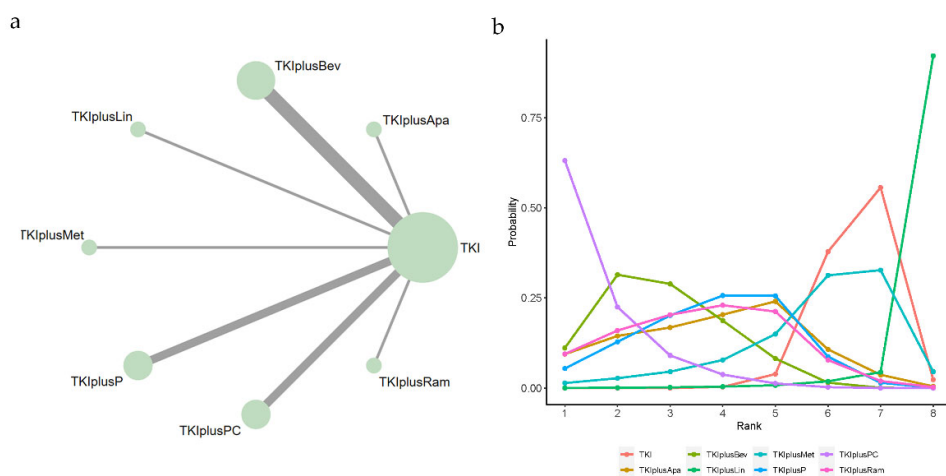 a
TKIplusBev
TKIplusLin
TKIplusApa
TKIplusMet
TKI
TKIplusP
TKIplusRam
TKIplusPC
b
Probability
0.75
0.50
0.25
0.00
1 2 3 4 5 6 7 8
Rank
TKI TKIplusBev TKIplusMet TKIplusPC
TKIplusApa TKIplusLin TKIplusP TKIplusRam